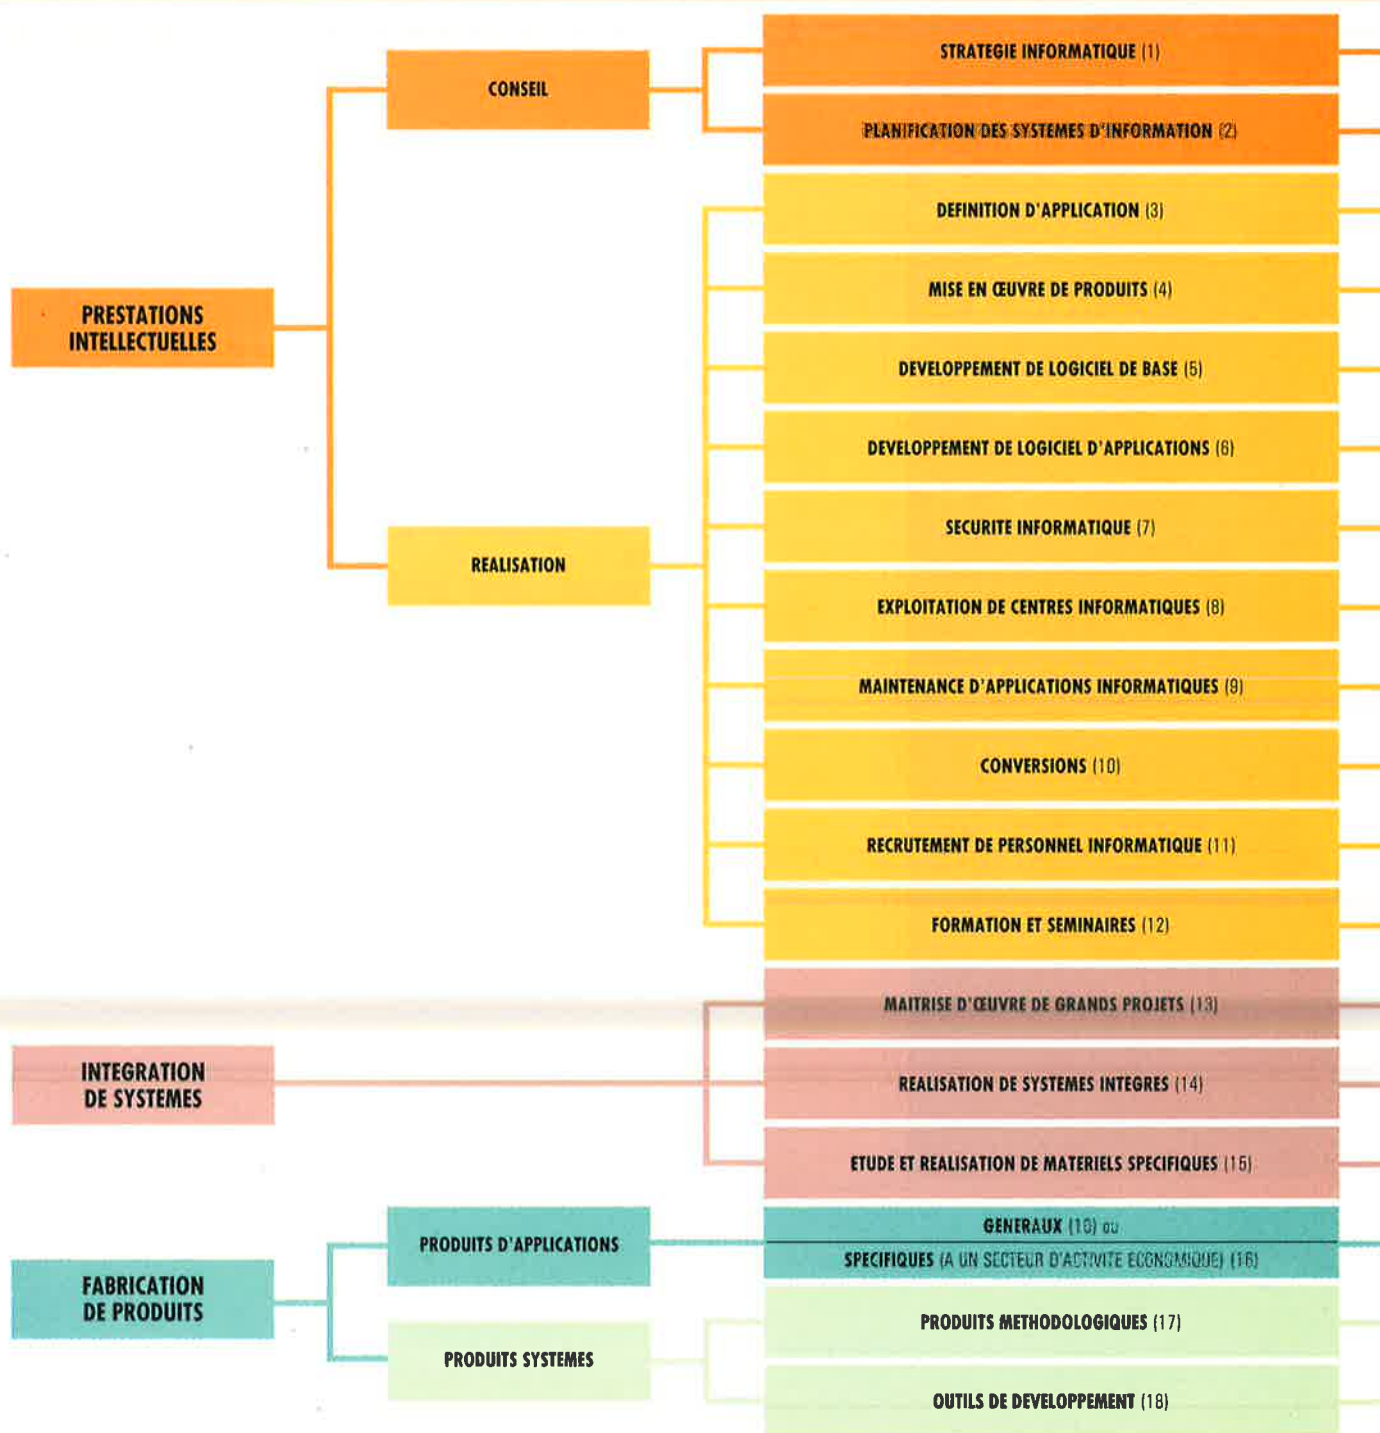 PRESTATIONS
INTELLECTUELLES
CONSEIL
STRATEGIE INFORMATIQUE (1)
PLANIFICATION DES SYSTEMES D'INFORMATION (2)
REALISATION
DEFINITION D'APPLICATION (3)
MISE EN ŒUVRE DE PRODUITS (4)
DEVELOPPEMENT DE LOGICIEL DE BASE (5)
DEVELOPPEMENT DE LOGICIEL D'APPLICATIONS (6)
SECURITE INFORMATIQUE (7)
EXPLOITATION DE CENTRES INFORMATIQUES (8)
MAINTENANCE D'APPLICATIONS INFORMATIQUES (9)
CONVERSIONS (10)
RECRUTEMENT DE PERSONNEL INFORMATIQUE (11)
FORMATION ET SEMINAIRES (12)
INTEGRATION
DE SYSTEMES
MAITRISE D'ŒUVRE DE GRANDS PROJETS (13)
REALISATION DE SYSTEMES INTEGRES (14)
ETUDE ET REALISATION DE MATERIELS SPECIFIQUES (15)
FABRICATION
DE PRODUITS
PRODUITS D'APPLICATIONS
GENERAUX ou
SPECIFIQUES (A UN SECTEUR D'ACTIVITE ECONOMIQUE) (16)
PRODUITS SYSTEMES
PRODUITS METHODOLOGIQUES (17)
OUTILS DE DEVELOPPEMENT (18)